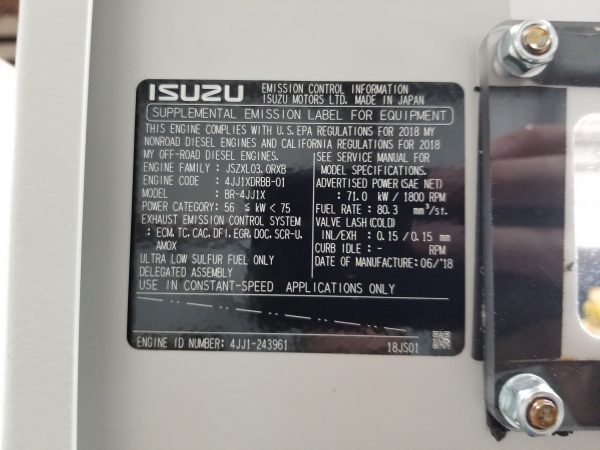 ISUZU EMISSION CONTROL INFORMATION
ISUZU MOTORS LTD. MADE IN JAPAN
SUPPLEMENTAL EMISSION LABEL FOR EQUIPMENT
THIS ENGINE COMPLIES WITH U.S.EPA REGULATIONS FOR 2018 MY
NONROAD DIESEL ENGINES AND CALIFORNIA REGULATIONS FOR 2018
MY OFF-ROAD DIESEL ENGINES.
ENGINE FAMILY : JSZXL03.0RXB
ENGINE CODE : 4JJ1XDRBB-01
MODEL : BR-4JJ1X
POWER CATEGORY : 56 ≦ kW < 75
EXHAUST EMISSION CONTROL SYSTEM
: ECM, TC, CAC, DFI, EGR, DOC, SCR-U,
AMOX
ULTRA LOW SULFUR FUEL ONLY
DELEGATED ASSEMBLY
SEE SERVICE MANUAL FOR
MODEL SPECIFICATIONS.
ADVERTISED POWER(SAE NET)
: 71.0 kW / 1800 RPM
FUEL RATE : 80.3 mm³/st.
VALVE LASH(COLD)
INL/EXH : 0.15 / 0.15 mm
CURB IDLE : - RPM
DATE OF MANUFACTURE : 06/'18
USE IN CONSTANT-SPEED APPLICATIONS ONLY
ENGINE ID NUMBER: 4JJ1-243961 18JS01